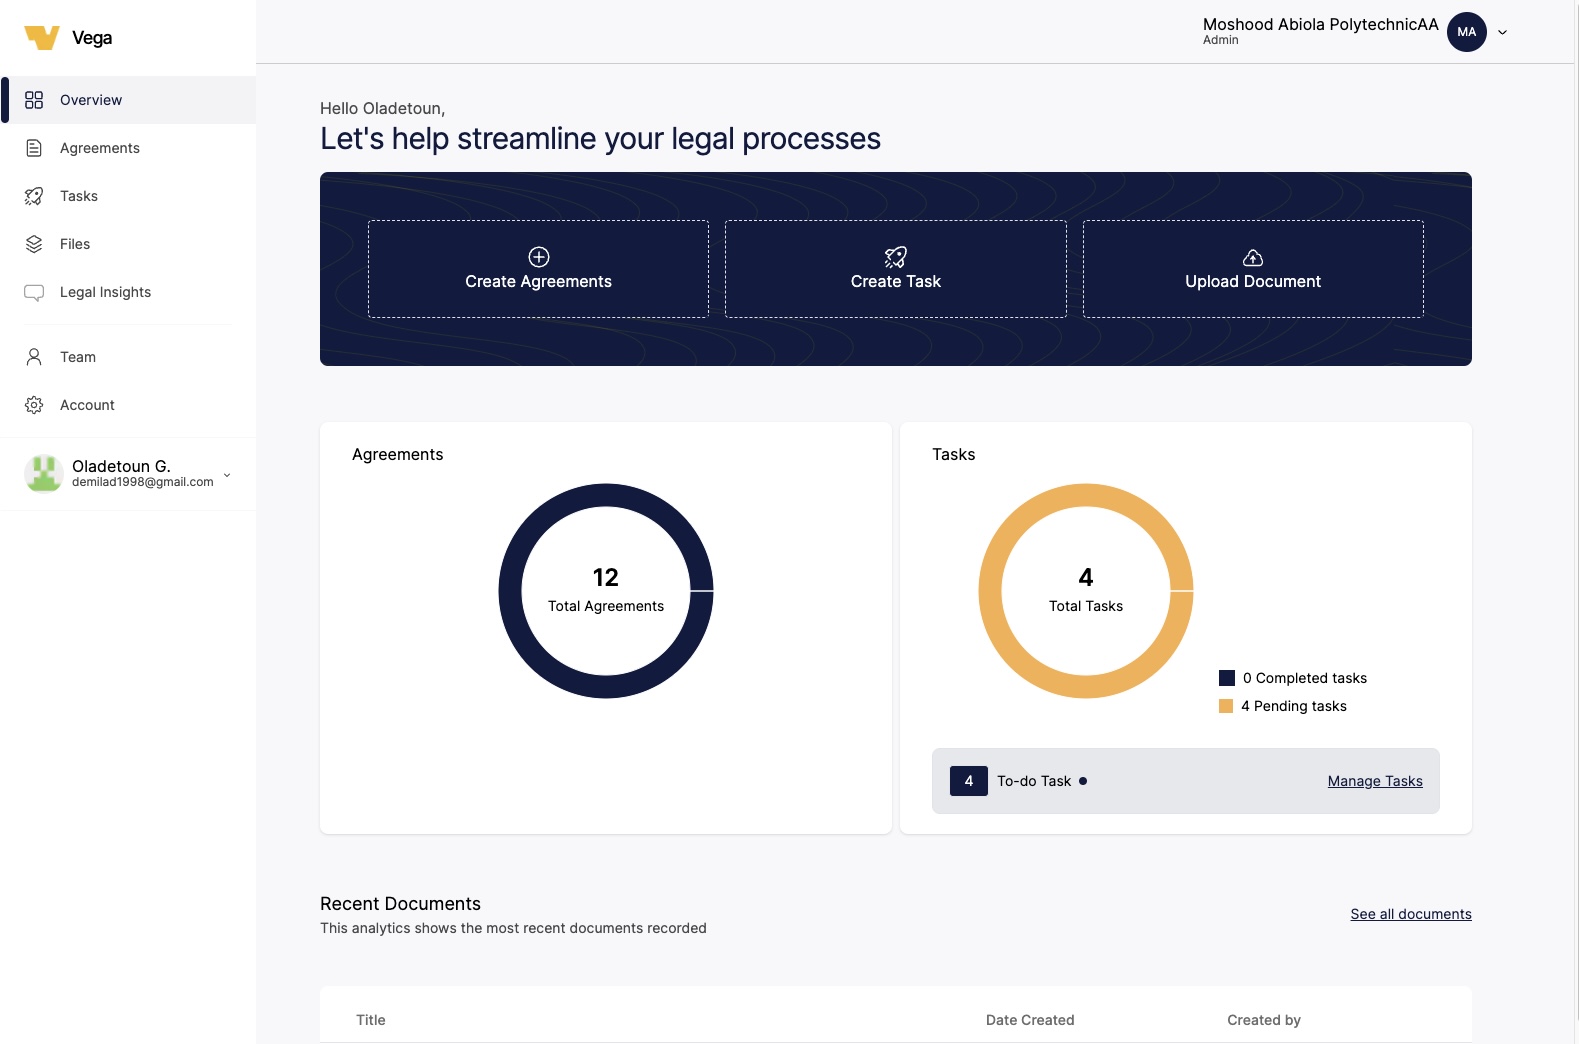 Vega
Overview
Agreements
Tasks
Files
Legal Insights
Team
Account
Oladetoun G.
demilad1998@gmail.com
Moshood Abiola PolytechnicAA
Admin
MA
Hello Oladetoun,
Let's help streamline your legal processes
Create Agreements
Create Task
Upload Document
Agreements
12
Total Agreements
Tasks
4
Total Tasks
0 Completed tasks
4 Pending tasks
4 To-do Task
Manage Tasks
Recent Documents
This analytics shows the most recent documents recorded
See all documents
Title Date Created Created by